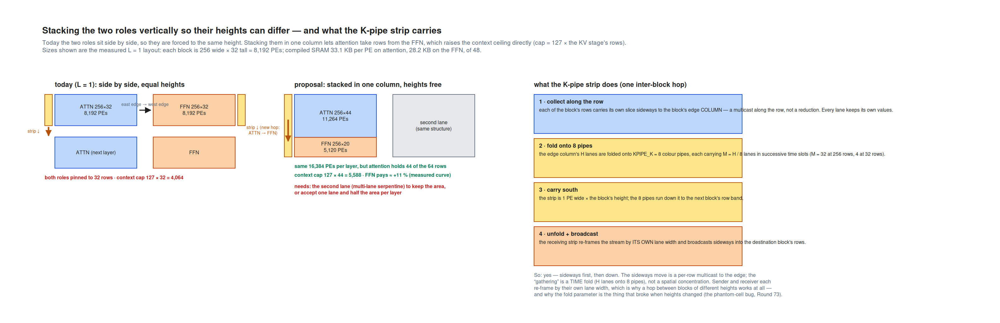 Stacking the two roles vertically so their heights can differ — and what the K-pipe strip carries
Today the two roles sit side by side, so they are forced to the same height. Stacking them in one column lets attention take rows from the FFN, which raises the context ceiling directly (cap = 127 × the KV stage's rows).
Sizes shown are the measured L = 1 layout: each block is 256 wide × 32 tall = 8,192 PEs; compiled SRAM 33.1 KB per PE on attention, 28.2 KB on the FFN, of 48.
today (L = 1): side by side, equal heights
ATTN 256×32
8,192 PEs
east edge → west edge
FFN 256×32
8,192 PEs
strip ↓
ATTN (next layer)
FFN
both roles pinned to 32 rows · context cap 127 × 32 = 4,064
proposal: stacked in one column, heights free
strip ↓ (new hop:
ATTN → FFN)
ATTN 256×44
11,264 PEs
FFN 256×20
5,120 PEs
second lane
(same structure)
same 16,384 PEs per layer, but attention holds 44 of the 64 rows
context cap 127 × 44 = 5,588 · FFN pays ≈ +11 % (measured curve)
needs: the second lane (multi-lane serpentine) to keep the area,
or accept one lane and half the area per layer
what the K-pipe strip does (one inter-block hop)
1 · collect along the row
each of the block's rows carries its own slice sideways to the block's edge COLUMN — a multicast along the row, not a reduction. Every lane keeps its own values.
2 · fold onto 8 pipes
the edge column's H lanes are folded onto KPIPE_K = 8 colour pipes, each carrying M = H / 8 lanes in successive time slots (M = 32 at 256 rows, 4 at 32 rows).
3 · carry south
the strip is 1 PE wide × the block's height; the 8 pipes run down it to the next block's row band.
4 · unfold + broadcast
the receiving strip re-frames the stream by ITS OWN lane width and broadcasts sideways into the destination block's rows.
So: yes — sideways first, then down. The sideways move is a per-row multicast to the edge; the
“gathering” is a TIME fold (H lanes onto 8 pipes), not a spatial concentration. Sender and receiver each
re-frame by their own lane width, which is why a hop between blocks of different heights works at all —
and why the fold parameter is the thing that broke when heights changed (the phantom-cell bug, Round 73).